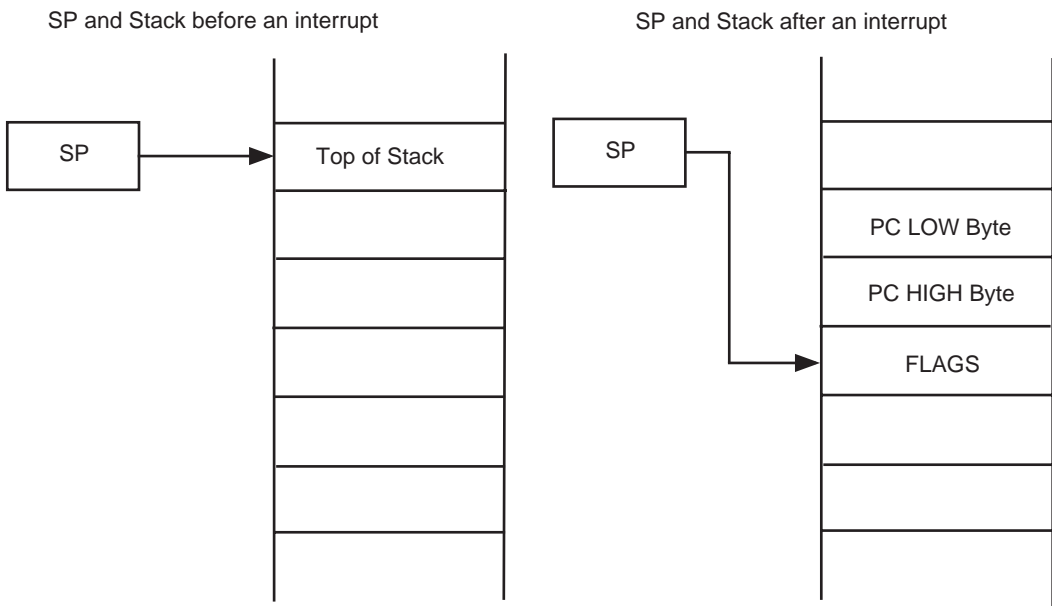 SP and Stack before an interrupt
SP and Stack after an interrupt
SP
Top of Stack
SP
PC LOW Byte
PC HIGH Byte
FLAGS